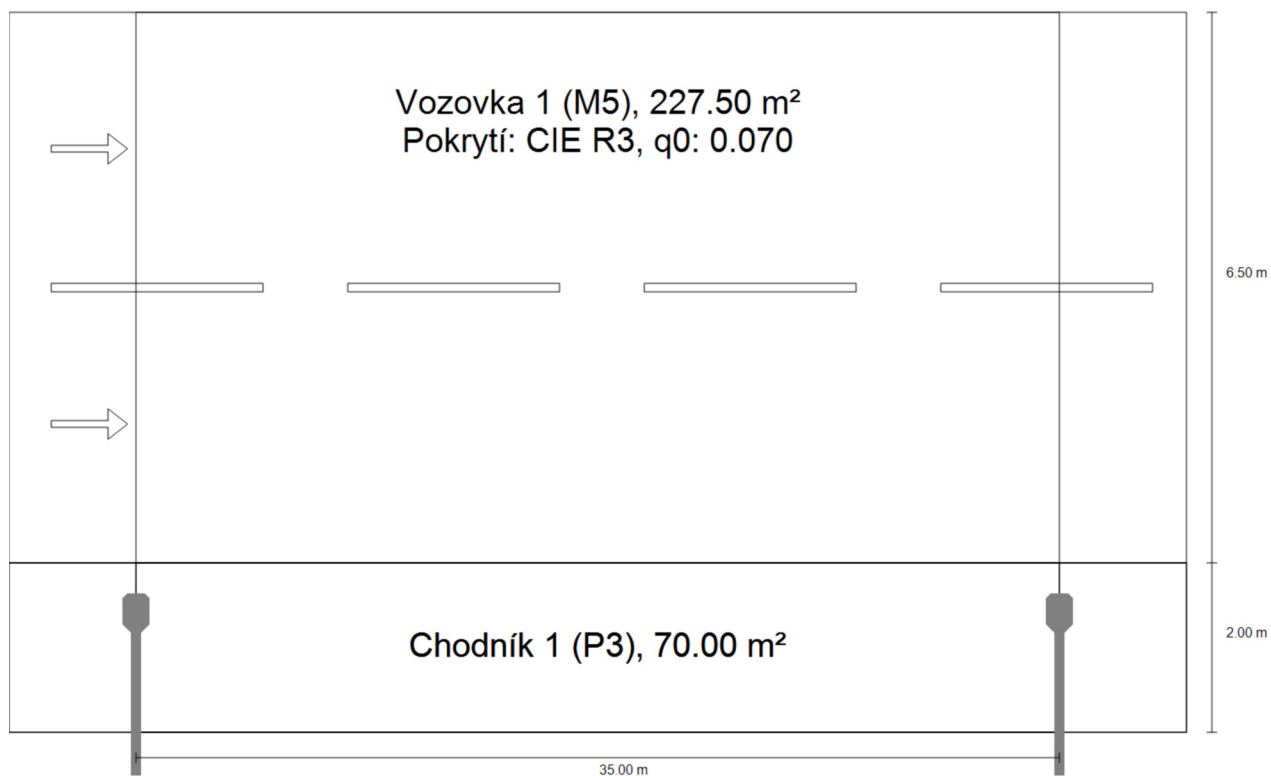 Vozovka 1 (M5), 227.50 m²
Pokrytí: CIE R3, q0: 0.070
6.50 m
Chodník 1 (P3), 70.00 m²
2.00 m
35.00 m